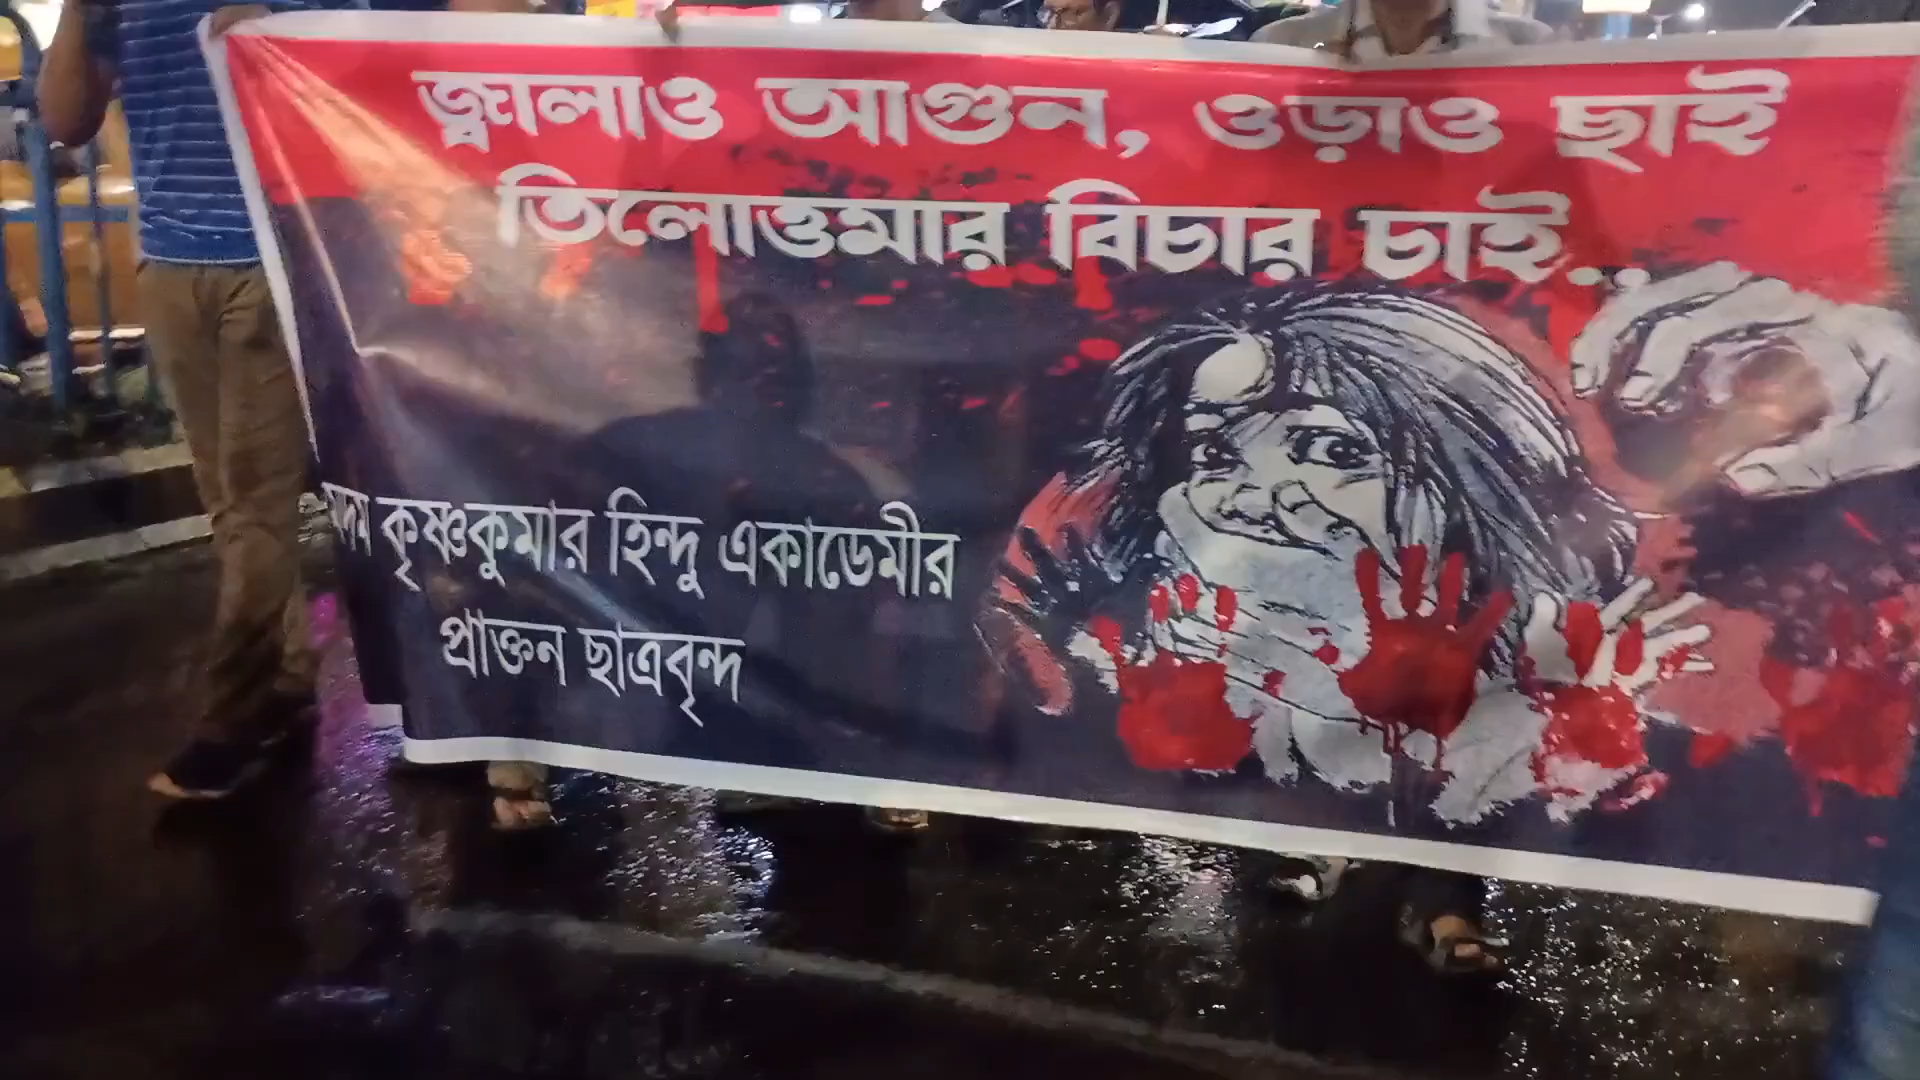 জ্বালাও আগুন, ওড়াও ছাই
তিলোত্তমার বিচার চাই...
কৃষ্ণকুমার হিন্দু একাডেমীর
প্রাক্তন ছাত্রবৃন্দ